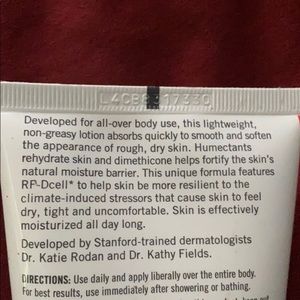 Developed for all-over body use, this lightweight,
non-greasy lotion absorbs quickly to smooth and soften
the appearance of rough, dry skin. Humectants
rehydrate skin and dimethicone helps fortify the skin's
natural moisture barrier. This unique formula features
RF-Dcell* to help skin be more resilient to the
climate-induced stressors that cause skin to feel
dry, tight and uncomfortable. Skin is effectively
moisturized all day long.
Developed by Stanford-trained dermatologists
Dr. Katie Rodan and Dr. Kathy Fields.
DIRECTIONS: Use daily and apply liberally over the entire body.
For best results, use immediately after showering or bathing.